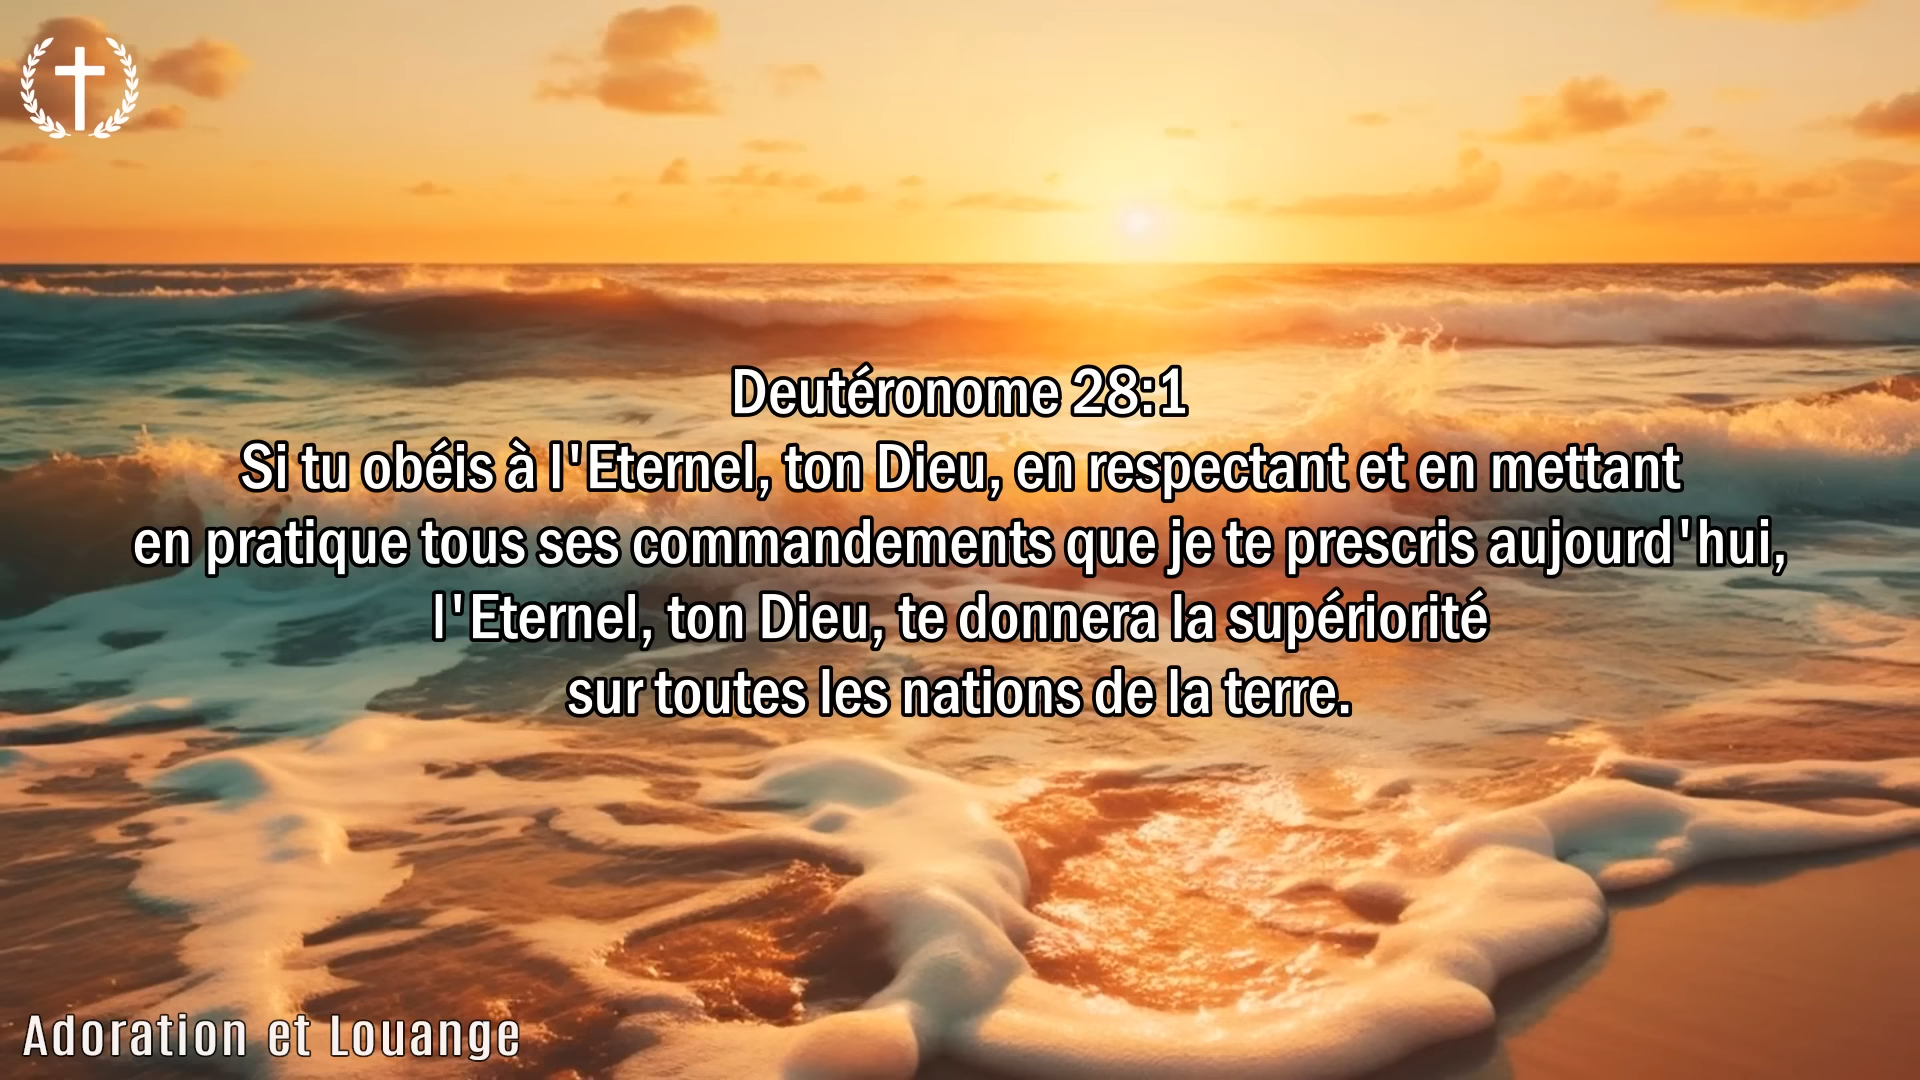 Deutéronome 28:1
Si tu obéis à l'Eternel, ton Dieu, en respectant et en mettant
en pratique tous ses commandements que je te prescris aujourd'hui,
l'Eternel, ton Dieu, te donnera la supériorité
sur toutes les nations de la terre.
Adoration et Louange